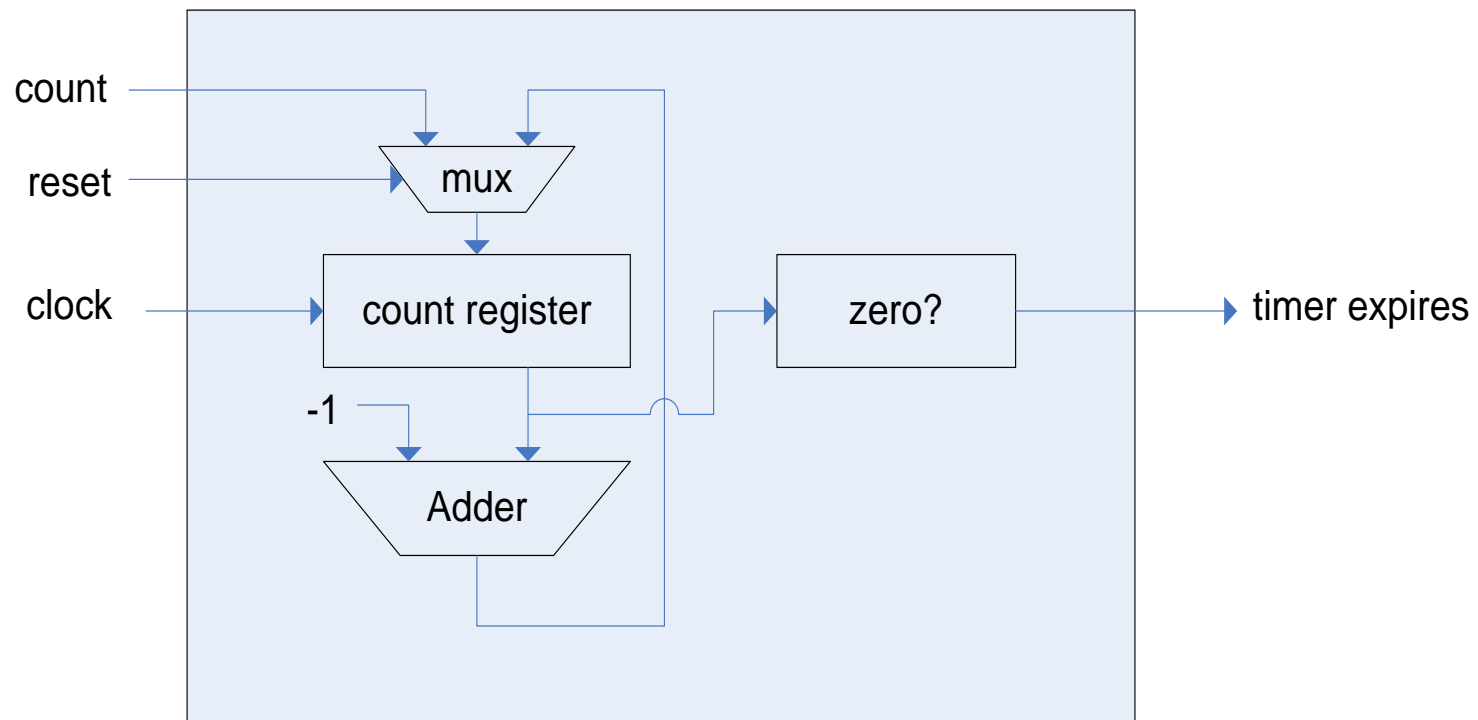 count
mux
reset
count register
zero?
clock
timer expires
-1
Adder